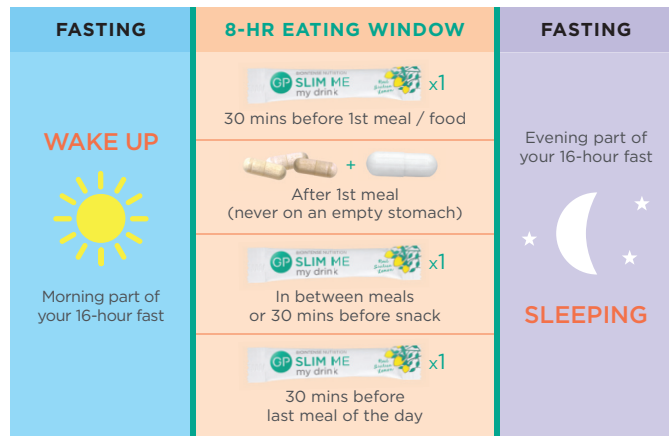 FASTING
WAKE UP
Morning part of
your 16-hour fast
8-HR EATING WINDOW
GP SLIM ME
my drink
x1
30 mins before 1st meal / food
+
After 1st meal
(never on an empty stomach)
GP SLIM ME
my drink
x1
In between meals
or 30 mins before snack
GP SLIM ME
my drink
x1
30 mins before
last meal of the day
FASTING
Evening part of
your 16-hour fast
SLEEPING